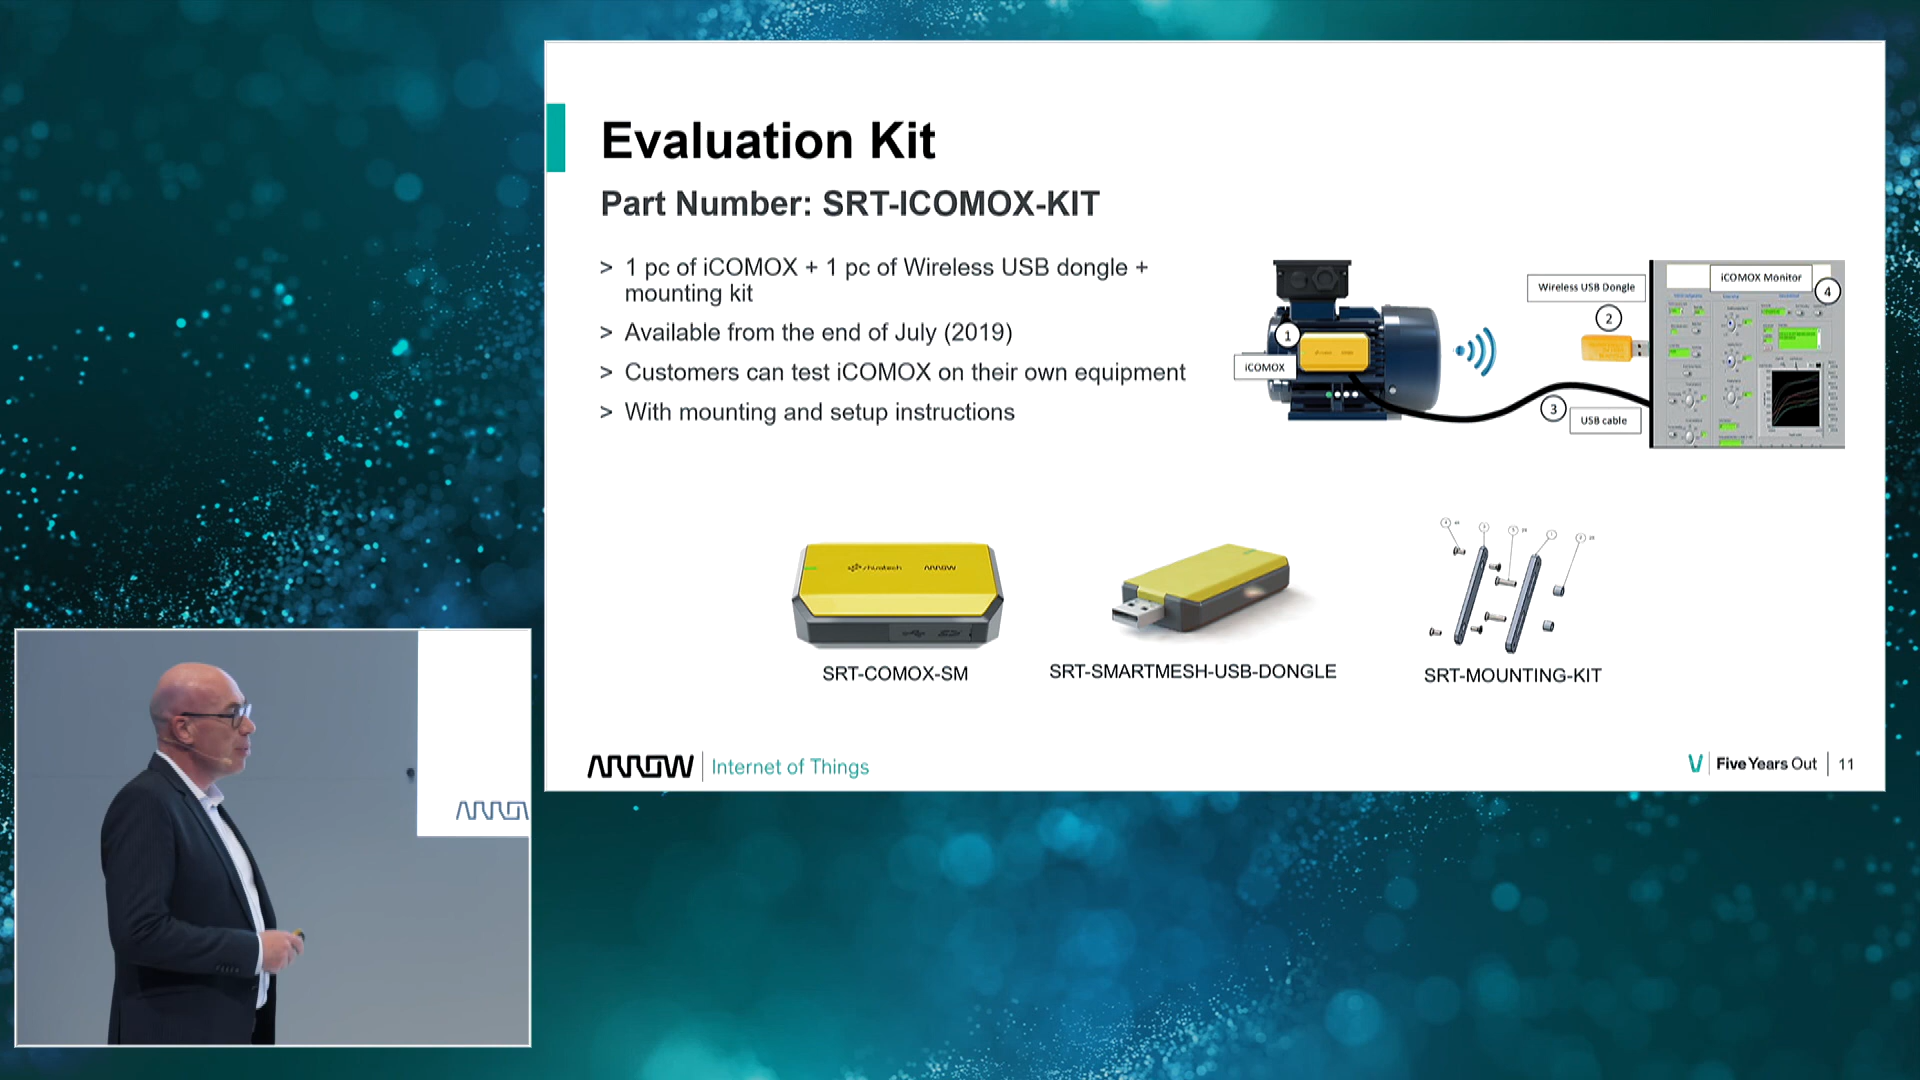 Evaluation Kit
Part Number: SRT-ICOMOX-KIT
> 1 pc of iCOMOX + 1 pc of Wireless USB dongle +
mounting kit
> Available from the end of July (2019)
> Customers can test iCOMOX on their own equipment
> With mounting and setup instructions
iCOMOX Monitor
4
Wireless USB Dongle
2
1
iCOMOX
3
USB cable
shiratech ARROW
SRT-COMOX-SM
SRT-SMARTMESH-USB-DONGLE
SRT-MOUNTING-KIT
ARROW
Internet of Things
Five Years Out
11
ARROW